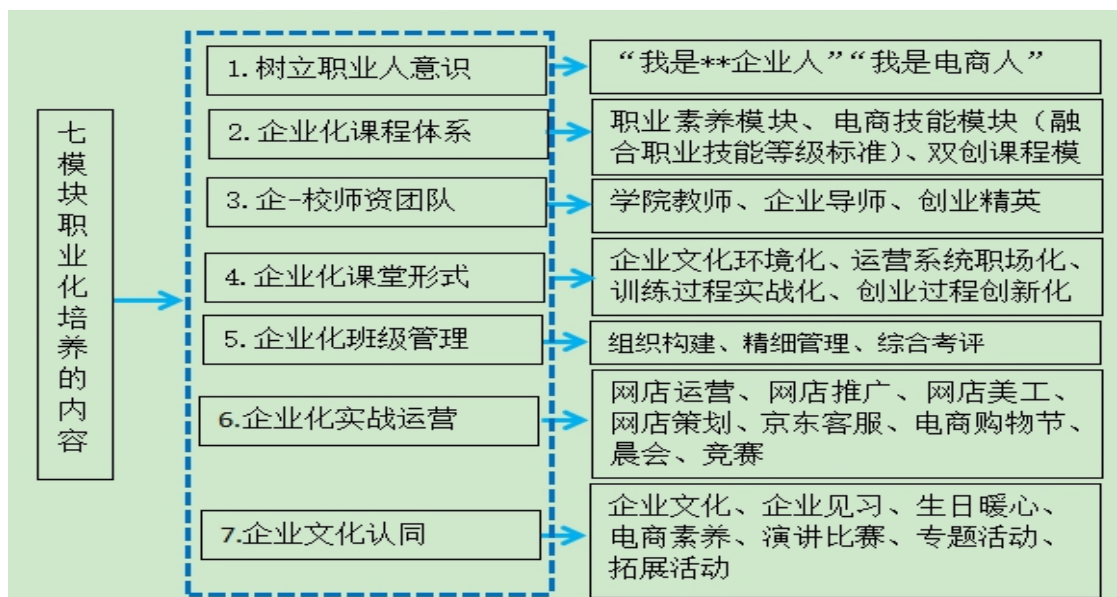 七模块职业化培养的内容
1.树立职业人意识
“我是**企业人”“我是电商人”
2.企业化课程体系
职业素养模块、电商技能模块（融
合职业技能等级标准）、双创课程模
3.企-校师资团队
学院教师、企业导师、创业精英
4.企业化课堂形式
企业文化环境化、运营系统职场化、
训练过程实战化、创业过程创新化
5.企业化班级管理
组织构建、精细管理、综合考评
6.企业化实战运营
网店运营、网店推广、网店美工、
网店策划、京东客服、电商购物节、
晨会、竞赛
7.企业文化认同
企业文化、企业见习、生日暖心、
电商素养、演讲比赛、专题活动、
拓展活动